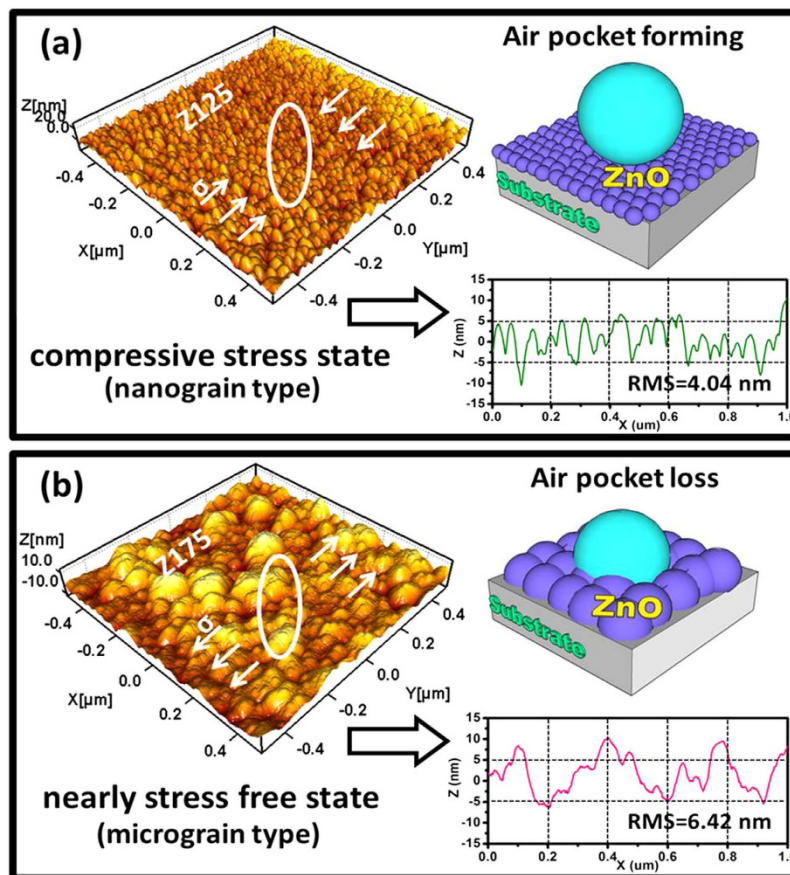 (a)
Air pocket forming
Z125
Z[nm]
20.0
0.0
σ
-0.4
-0.2
0.0
0.2
0.4
X[µm]
0.4
0.2
0.0
-0.2
-0.4
Y[µm]
ZnO
Substrate
compressive stress state
(nanograin type)
15
10
5
0
-5
-10
-15
Z (nm)
RMS=4.04 nm
0.0 0.2 0.4 0.6 0.8 1.0
X (um)
(b)
Air pocket loss
Z175
Z[nm]
10.0
-10.0
σ
-0.4
-0.2
0.0
0.2
0.4
X[µm]
0.4
0.2
0.0
-0.2
-0.4
Y[µm]
ZnO
Substrate
nearly stress free state
(micrograin type)
15
10
5
0
-5
-10
-15
Z (nm)
RMS=6.42 nm
0.0 0.2 0.4 0.6 0.8 1.0
X (um)